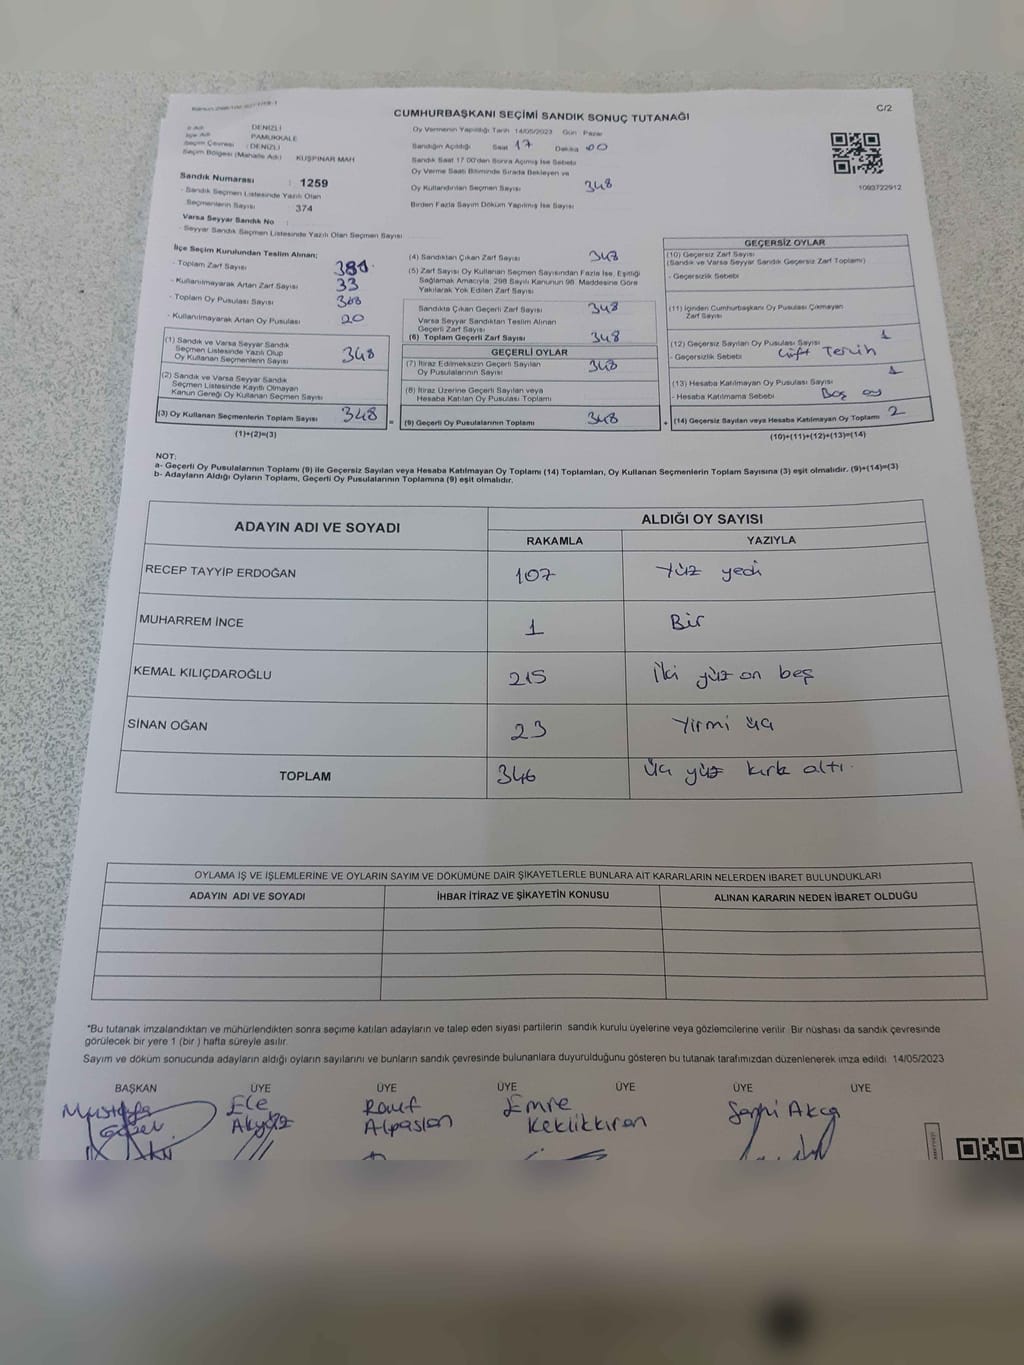 CUMHURBAŞKANI SEÇİMİ SANDIK SONUÇ TUTANAĞI
C/2
DENİZLİ
PAMUKKALE
Seçim Çevresi : DENİZLİ
Seçim Bölgesi (Mahalle Adı) KUŞPINAR MAH
Sandık Numarası : 1259
- Sandık Seçmen Listesinde Yazılı Olan
Seçmenlerin Sayısı : 374
Varsa Seyyar Sandık No :
- Seyyar Sandık Seçmen Listesinde Yazılı Olan Seçmen Sayısı
Oy Vermenin Yapıldığı Tarih 14/05/2023 Gün Pazar
Sandığın Açıldığı Saat 17 Dakika 00
Sandık Saat 17.00'den Sonra Açılmış İse Sebebi
Oy Verme Saati Bitiminde Sırada Bekleyen ve
Oy Kullandırılan Seçmen Sayısı 348
Birden Fazla Sayım Döküm Yapılmış İse Sayısı
1093722912
İlçe Seçim Kurulundan Teslim Alınan;
- Toplam Zarf Sayısı
- Kullanılmayarak Artan Zarf Sayısı 33
- Toplam Oy Pusulası Sayısı
- Kullanılmayarak Artan Oy Pusulası 20
(1) Sandık ve Varsa Seyyar Sandık
Seçmen Listesinde Yazılı Olup
Oy Kullanan Seçmenlerin Sayısı 348
(2) Sandık ve Varsa Seyyar Sandık
Seçmen Listesinde Kayıtlı Olmayan
Kanun Gereği Oy Kullanan Seçmen Sayısı
(3) Oy Kullanan Seçmenlerin Toplam Sayısı 348
(1)+(2)=(3)
(4) Sandıktan Çıkan Zarf Sayısı 348
(5) Zarf Sayısı Oy Kullanan Seçmen Sayısından Fazla İse, Eşitliği
Sağlamak Amacıyla, 298 Sayılı Kanunun 98. Maddesine Göre
Yakılarak Yok Edilen Zarf Sayısı
Sandıkta Çıkan Geçerli Zarf Sayısı 348
Varsa Seyyar Sandıktan Teslim Alınan
Geçerli Zarf Sayısı
(6) Toplam Geçerli Zarf Sayısı 348
GEÇERLİ OYLAR
(7) İtiraz Edilmeksizin Geçerli Sayılan
Oy Pusulalarının Sayısı 348
(8) İtiraz Üzerine Geçerli Sayılan veya
Hesaba Katılan Oy Pusulası Toplamı
= (9) Geçerli Oy Pusulalarının Toplamı 348
GEÇERSİZ OYLAR
(10) Geçersiz Zarf Sayısı
(Sandık ve Varsa Seyyar Sandık Geçersiz Zarf Toplamı)
- Geçersizlik Sebebi
(11) İçinden Cumhurbaşkanı Oy Pusulası Çıkmayan
Zarf Sayısı
(12) Geçersiz Sayılan Oy Pusulası Sayısı 1
- Geçersizlik Sebebi Çift Tercih
(13) Hesaba Katılmayan Oy Pusulası Sayısı 1
- Hesaba Katılmama Sebebi Boş oy
+ (14) Geçersiz Sayılan veya Hesaba Katılmayan Oy Toplamı 2
(10)+(11)+(12)+(13)=(14)
NOT:
a- Geçerli Oy Pusulalarının Toplamı (9) ile Geçersiz Sayılan veya Hesaba Katılmayan Oy Toplamı (14) Toplamları, Oy Kullanan Seçmenlerin Toplam Sayısına (3) eşit olmalıdır. (9)+(14)=(3)
b- Adayların Aldığı Oyların Toplamı, Geçerli Oy Pusulalarının Toplamına (9) eşit olmalıdır.
ADAYIN ADI VE SOYADI
ALDIĞI OY SAYISI
RAKAMLA YAZIYLA
RECEP TAYYİP ERDOĞAN 107 Yüz yedi
MUHARREM İNCE 1 Bir
KEMAL KILIÇDAROĞLU 215 İki yüz on beş
SİNAN OĞAN 23 Yirmi üç
TOPLAM 346 Üç yüz kırk altı.
OYLAMA İŞ VE İŞLEMLERİNE VE OYLARIN SAYIM VE DÖKÜMÜNE DAİR ŞİKAYETLERLE BUNLARA AİT KARARLARIN NELERDEN İBARET BULUNDUKLARI
ADAYIN ADI VE SOYADI İHBAR İTİRAZ VE ŞİKAYETİN KONUSU ALINAN KARARIN NEDEN İBARET OLDUĞU
*Bu tutanak imzalandıktan ve mühürlendikten sonra seçime katılan adayların ve talep eden siyasi partilerin sandık kurulu üyelerine veya gözlemcilerine verilir. Bir nüshası da sandık çevresinde
görülecek bir yere 1 (bir ) hafta süreyle asılır.
Sayım ve döküm sonucunda adayların aldığı oyların sayılarını ve bunların sandık çevresinde bulunanlara duyurulduğunu gösteren bu tutanak tarafımızdan düzenlenerek imza edildi. 14/05/2023
BAŞKAN ÜYE ÜYE ÜYE ÜYE ÜYE ÜYE
Mustafa Ece Rauf Emre
Akyüz Alpaslan Keklikkıran Akça